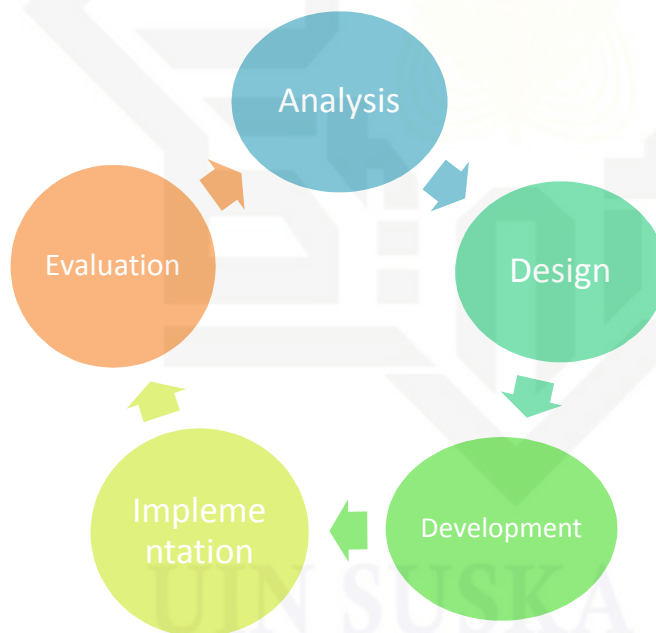 Analysis
Design
Development
Impleme
ntation
Evaluation
UIN SUSKA